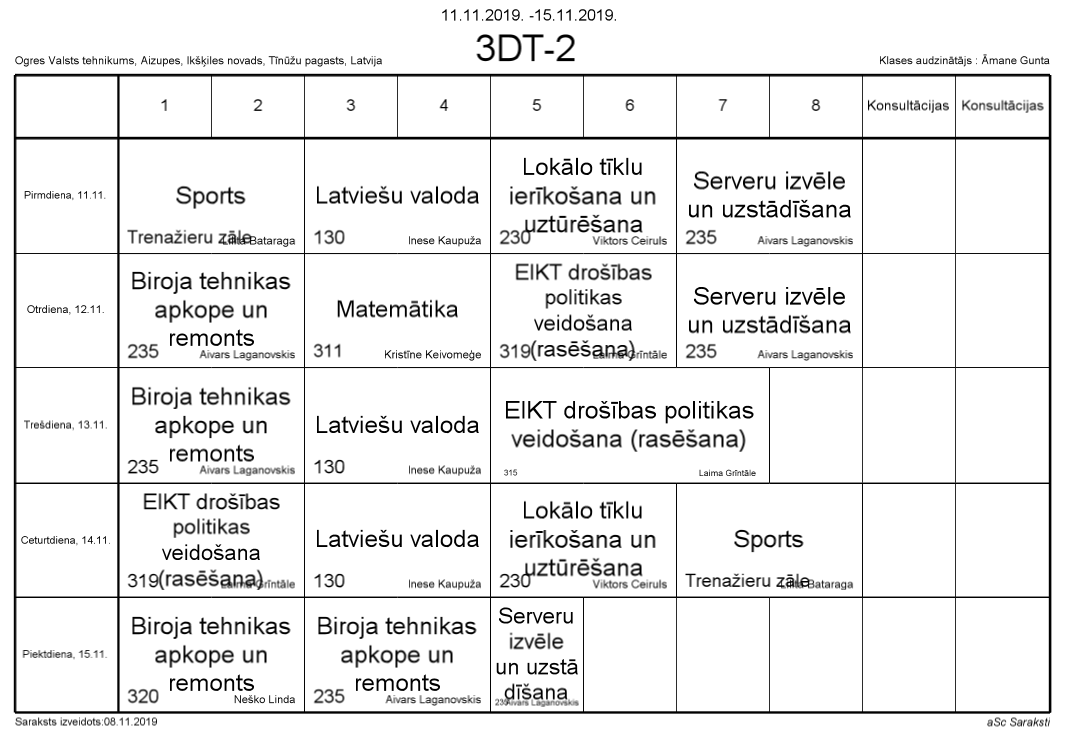 11.11.2019. -15.11.2019.
3DT-2
Ogres Valsts tehnikums, Aizupes, Ikšķiles novads, Tīnūžu pagasts, Latvija
Klases audzinātājs : Āmane Gunta
1 2 3 4 5 6 7 8 Konsultācijas Konsultācijas
Pirmdiena, 11.11.
Sports
Trenažieru zāle Lilita Bataraga
Latviešu valoda
130 Inese Kaupuža
Lokālo tīklu
ierīkošana un
uztūrēšana
230 Viktors Ceiruls
Serveru izvēle
un uzstādīšana
235 Aivars Laganovskis
Otrdiena, 12.11.
Biroja tehnikas
apkope un
remonts
235 Aivars Laganovskis
Matemātika
311 Kristīne Keivomeģe
EIKT drošības
politikas
veidošana
(rasēšana)
319 Laima Grīntāle
Serveru izvēle
un uzstādīšana
235 Aivars Laganovskis
Trešdiena, 13.11.
Biroja tehnikas
apkope un
remonts
235 Aivars Laganovskis
Latviešu valoda
130 Inese Kaupuža
EIKT drošības politikas
veidošana (rasēšana)
315 Laima Grīntāle
Ceturtdiena, 14.11.
EIKT drošības
politikas
veidošana
(rasēšana)
319 Laima Grīntāle
Latviešu valoda
130 Inese Kaupuža
Lokālo tīklu
ierīkošana un
uztūrēšana
230 Viktors Ceiruls
Sports
Trenažieru zāle Lilita Bataraga
Piektdiena, 15.11.
Biroja tehnikas
apkope un
remonts
320 Neško Linda
Biroja tehnikas
apkope un
remonts
235 Aivars Laganovskis
Serveru
izvēle
un uzstā
dīšana
235 Aivars Laganovskis
Saraksts izveidots:08.11.2019
aSc Saraksti